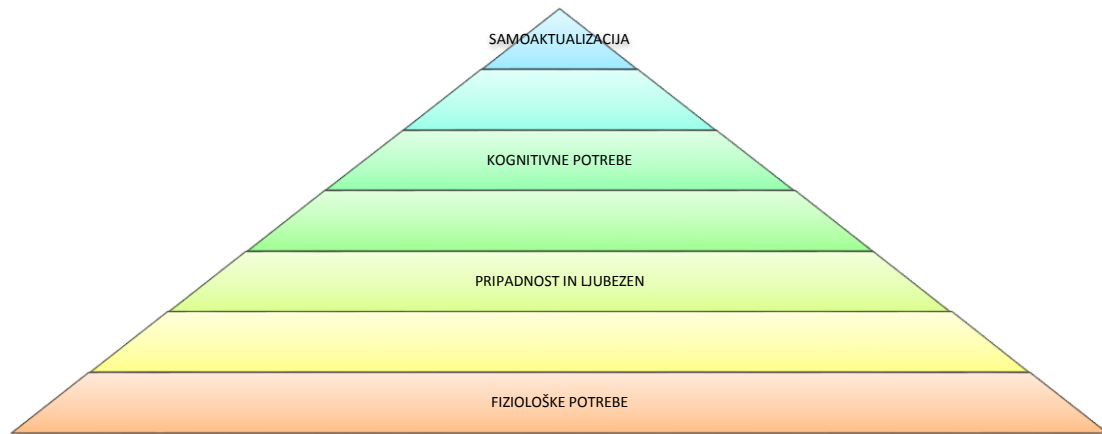 SAMOAKTUALIZACIJA
KOGNITIVNE POTREBE
PRIPADNOST IN LJUBEZEN
FIZIOLOŠKE POTREBE